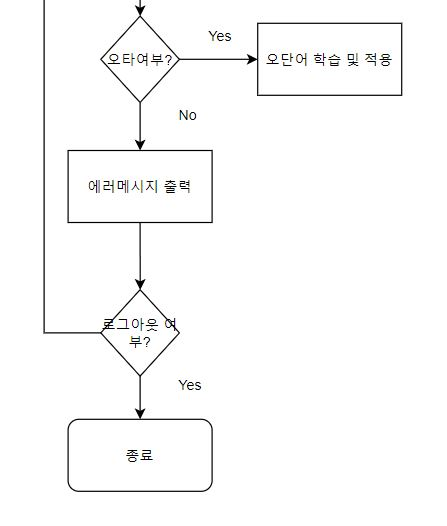 Yes
오타여부?
오단어 학습 및 적용
No
에러메시지 출력
로그아웃 여
부?
Yes
종료